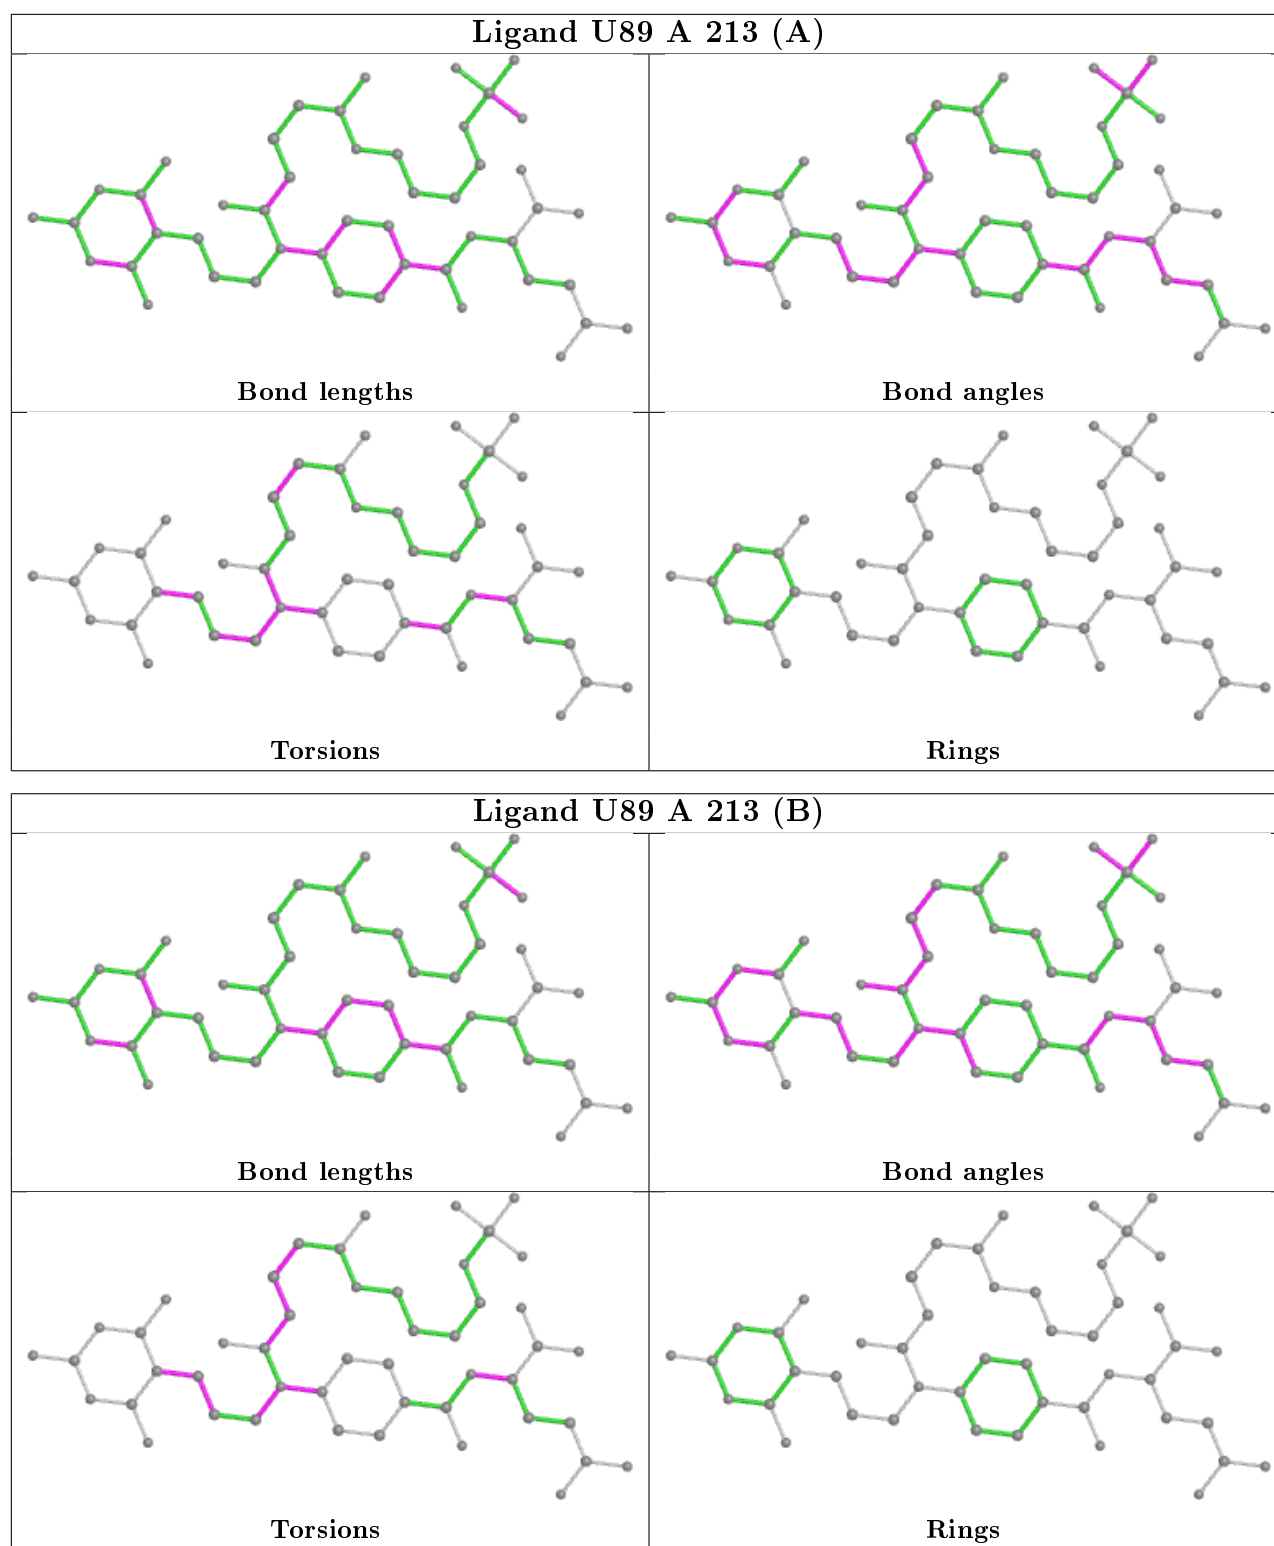 Ligand U89 A 213 (A)
Bond lengths
Bond angles
Torsions
Rings
Ligand U89 A 213 (B)
Bond lengths
Bond angles
Torsions
Rings